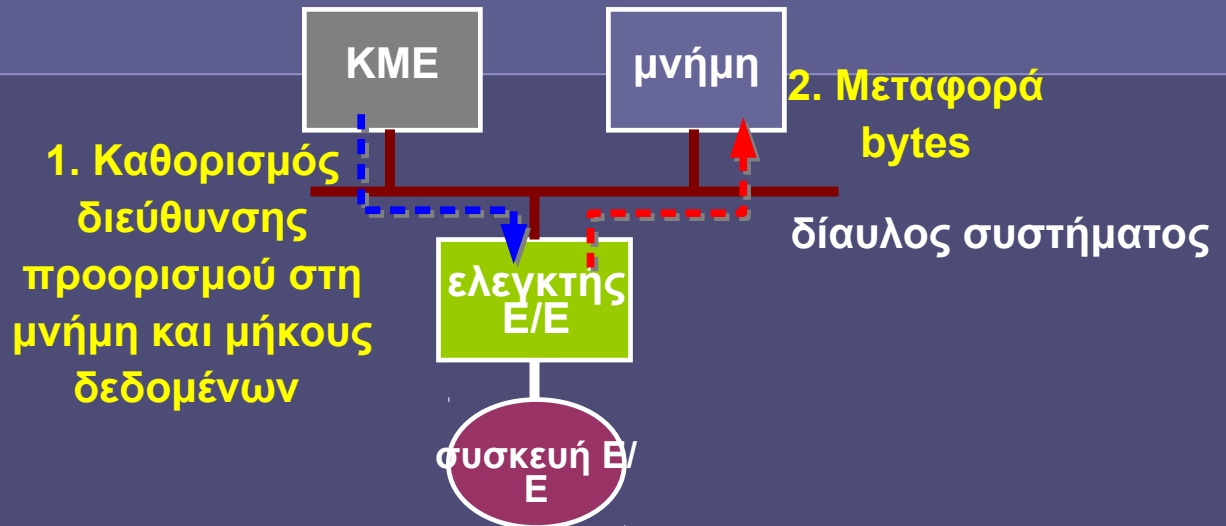 ΚΜΕ
μνήμη
1. Καθορισμός
διεύθυνσης
προορισμού στη
μνήμη και μήκους
δεδομένων
2. Μεταφορά
bytes
δίαυλος συστήματος
ελεγκτής
Ε/Ε
συσκευή Ε/
Ε